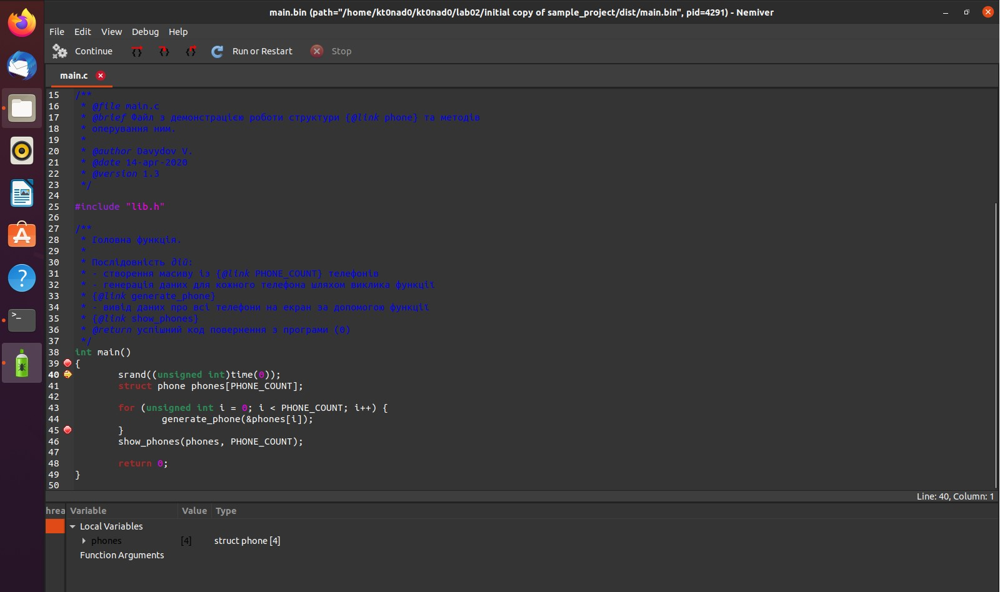 main.bin (path="/home/kt0nad0/kt0nad0/lab02/initial copy of sample_project/dist/main.bin", pid=4291) - Nemiver
File Edit View Debug Help
Continue Run or Restart Stop
main.c
15 /**
16  * @file main.c
17  * @brief Файл з демонстрацією роботи структури {@link phone} та методів
18  * оперування ним.
19  *
20  * @author Davydov V.
21  * @date 14-apr-2020
22  * @version 1.3
23  */
24
25 #include "lib.h"
26
27 /**
28  * Головна функція.
29  *
30  * Послідовність дій:
31  * - створення масиву із {@link PHONE_COUNT} телефонів
32  * - генерація даних для кожного телефона шляхом виклика функції
33  * {@link generate_phone}
34  * - вивід даних про всі телефони на екран за допомогою функції
35  * {@link show_phones}
36  * @return успішний код повернення з програми (0)
37  */
38 int main()
39 {
40 srand((unsigned int)time(0));
41 struct phone phones[PHONE_COUNT];
42
43 for (unsigned int i = 0; i < PHONE_COUNT; i++) {
44 generate_phone(&phones[i]);
45 }
46 show_phones(phones, PHONE_COUNT);
47
48 return 0;
49 }
50
Line: 40, Column: 1
hrea Variable Value Type
Local Variables
phones [4] struct phone [4]
Function Arguments